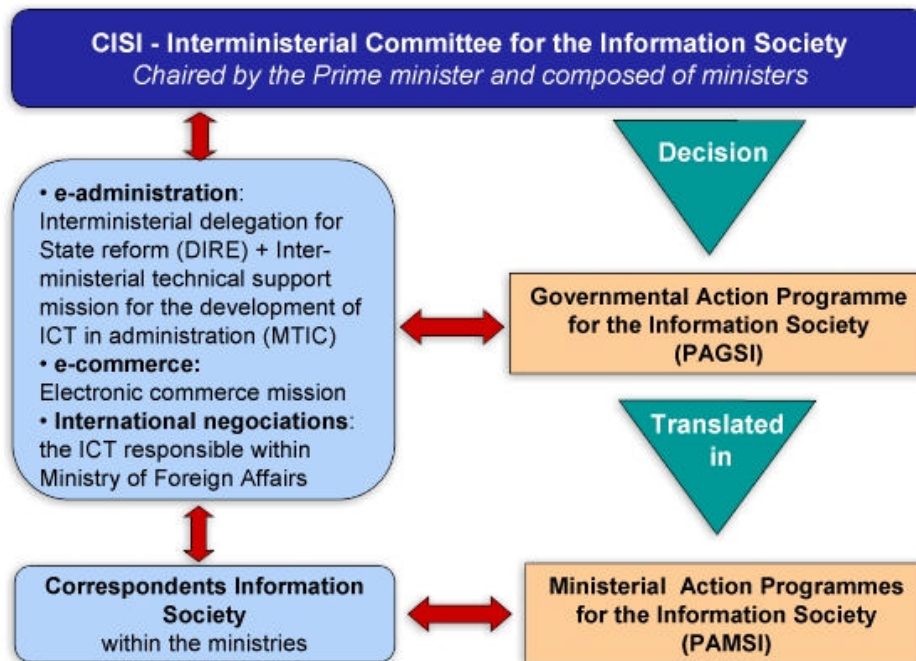 CISI - Interministerial Committee for the Information Society
Chaired by the Prime minister and composed of ministers
Decision
• e-administration:
Interministerial delegation for
State reform (DIRE) + Inter-
ministerial technical support
mission for the development of
ICT in administration (MTIC)
• e-commerce:
Electronic commerce mission
• International negociations:
the ICT responsible within
Ministry of Foreign Affairs
Governmental Action Programme
for the Information Society
(PAGSI)
Translated
in
Correspondents Information
Society
within the ministries
Ministerial Action Programmes
for the Information Society
(PAMSI)